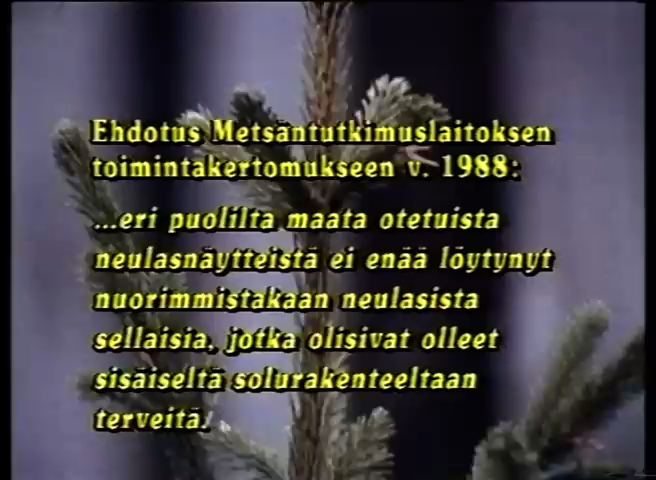 Ehdotus Metsäntutkimuslaitoksen
toimintakertomukseen v. 1988:
...eri puolilta maata otetuista
neulasnäytteistä ei enää löytynyt
nuorimmistakaan neulasista
sellaisia, jotka olisivat olleet
sisäiseltä solurakenteeltaan
terveitä.